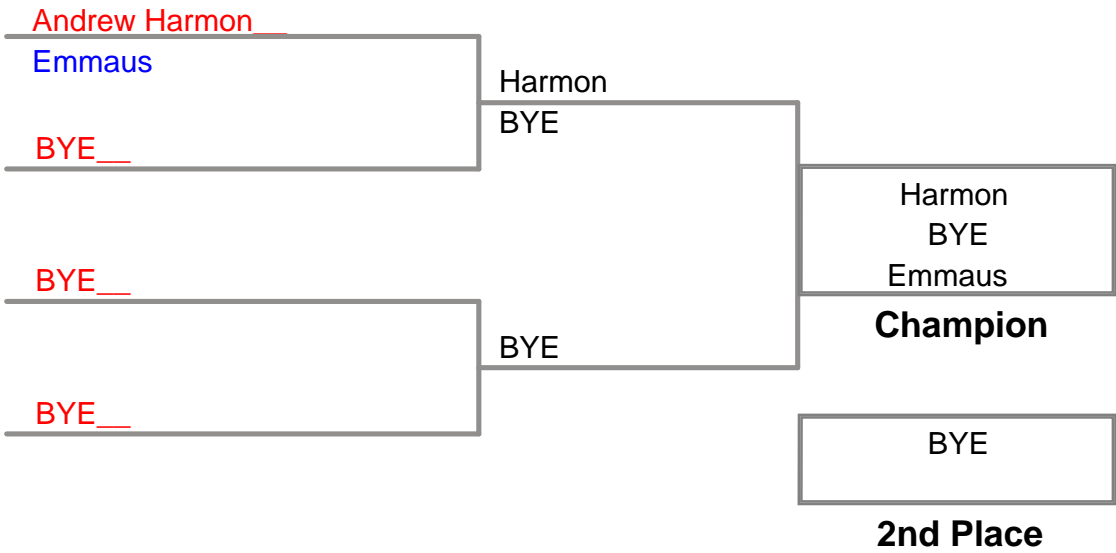 Andrew Harmon__
Emmaus
BYE__
BYE__
BYE__
Harmon
BYE
BYE
Harmon
BYE
Emmaus
Champion
BYE
2nd Place